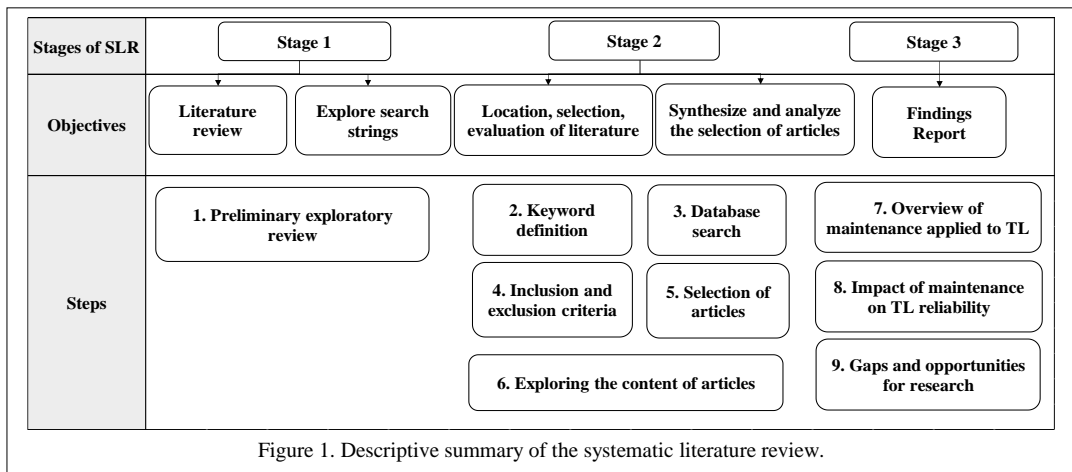 Stages of SLR
Stage 1
Stage 2
Stage 3
Objectives
Literature
review
Explore search
strings
Location, selection,
evaluation of literature
Synthesize and analyze
the selection of articles
Findings
Report
Steps
1. Preliminary exploratory
review
2. Keyword
definition
3. Database
search
4. Inclusion and
exclusion criteria
5. Selection of
articles
6. Exploring the content of articles
7. Overview of
maintenance applied to TL
8. Impact of maintenance
on TL reliability
9. Gaps and opportunities
for research
Figure 1. Descriptive summary of the systematic literature review.